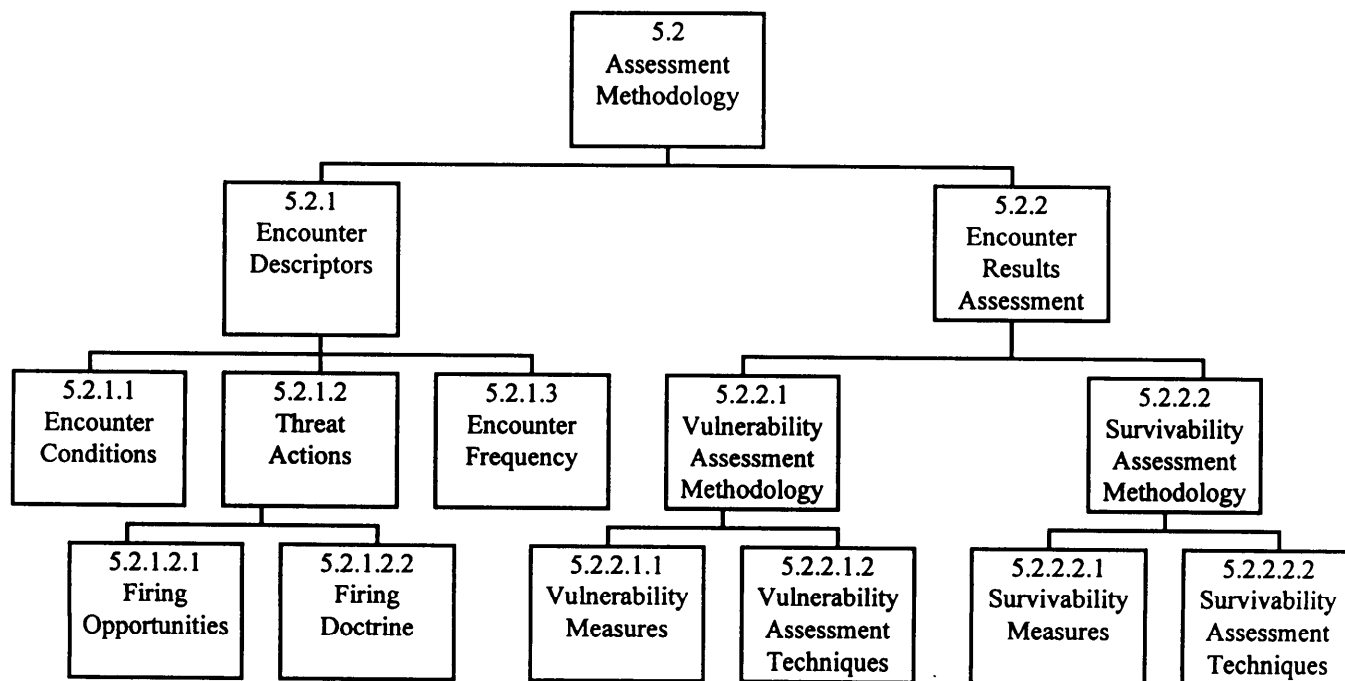 5.2
Assessment
Methodology
5.2.1
Encounter
Descriptors
5.2.2
Encounter
Results
Assessment
5.2.1.1
Encounter
Conditions
5.2.1.2
Threat
Actions
5.2.1.3
Encounter
Frequency
5.2.2.1
Vulnerability
Assessment
Methodology
5.2.2.2
Survivability
Assessment
Methodology
5.2.1.2.1
Firing
Opportunities
5.2.1.2.2
Firing
Doctrine
5.2.2.1.1
Vulnerability
Measures
5.2.2.1.2
Vulnerability
Assessment
Techniques
5.2.2.2.1
Survivability
Measures
5.2.2.2.2
Survivability
Assessment
Techniques